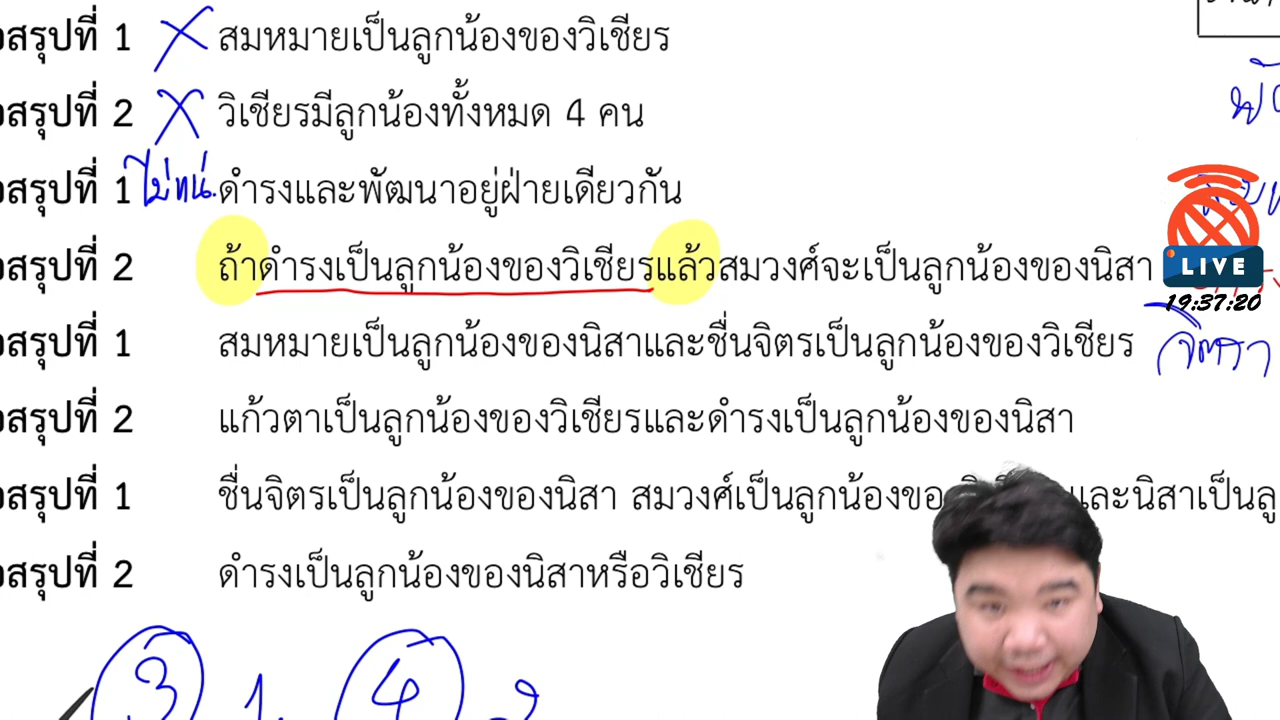 อสรุปที่ 1 สมหมายเป็นลูกน้องของวิเชียร
อสรุปที่ 2 วิเชียรมีลูกน้องทั้งหมด 4 คน
อสรุปที่ 1 ไม่แน่. ดำรงและพัฒนาอยู่ฝ่ายเดียวกัน
อสรุปที่ 2 ถ้าดำรงเป็นลูกน้องของวิเชียรแล้วสมวงศ์จะเป็นลูกน้องของนิสา
LIVE
19:37:20
อสรุปที่ 1 สมหมายเป็นลูกน้องของนิสาและชื่นจิตรเป็นลูกน้องของวิเชียร
จิตรา
อสรุปที่ 2 แก้วตาเป็นลูกน้องของวิเชียรและดำรงเป็นลูกน้องของนิสา
อสรุปที่ 1 ชื่นจิตรเป็นลูกน้องของนิสา สมวงศ์เป็นลูกน้องขอ และนิสาเป็นลู
อสรุปที่ 2 ดำรงเป็นลูกน้องของนิสาหรือวิเชียร
3 4